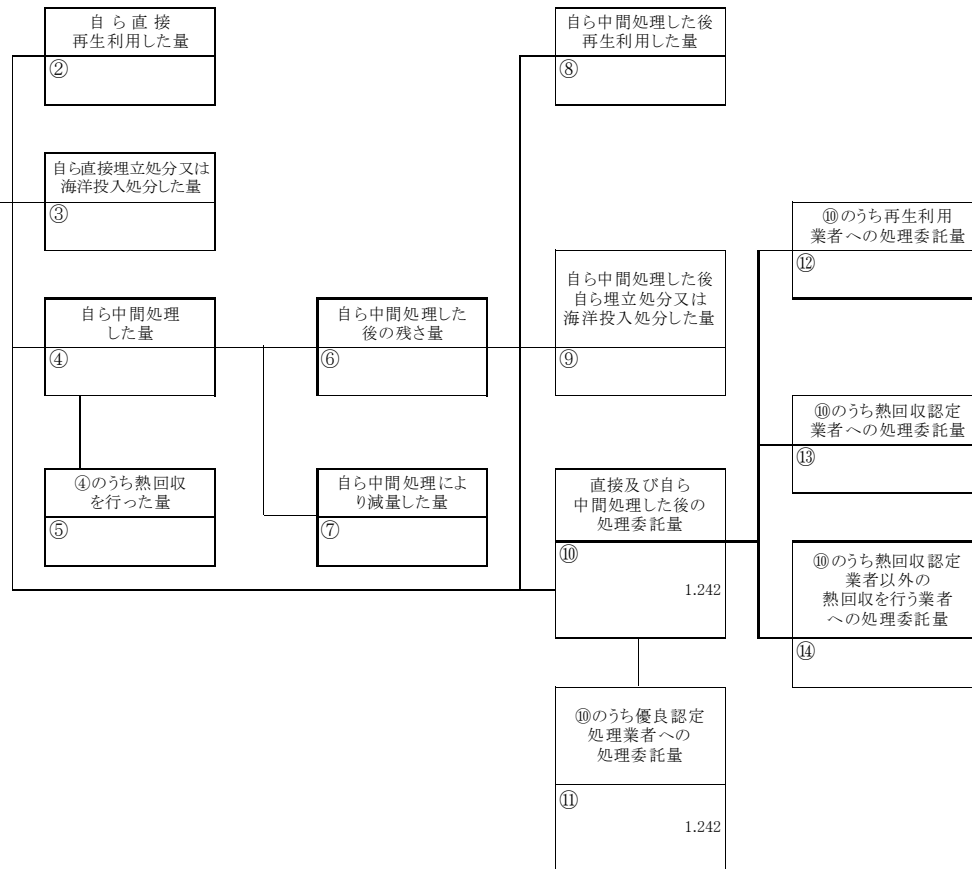 自 ら 直 接
再生利用した量
②
自ら中間処理した後
再生利用した量
⑧
自ら直接埋立処分又は
海洋投入処分した量
③
⑩のうち再生利用
業者への処理委託量
⑫
自ら中間処理
した量
④
自ら中間処理した
後の残さ量
⑥
自ら中間処理した後
自ら埋立処分又は
海洋投入処分した量
⑨
⑩のうち熱回収認定
業者への処理委託量
⑬
④のうち熱回収
を行った量
⑤
自ら中間処理によ
り減量した量
⑦
直接及び自ら
中間処理した後の
処理委託量
⑩
1.242
⑩のうち熱回収認定
業者以外の
熱回収を行う業者
への処理委託量
⑭
⑩のうち優良認定
処理業者への
処理委託量
⑪
1.242